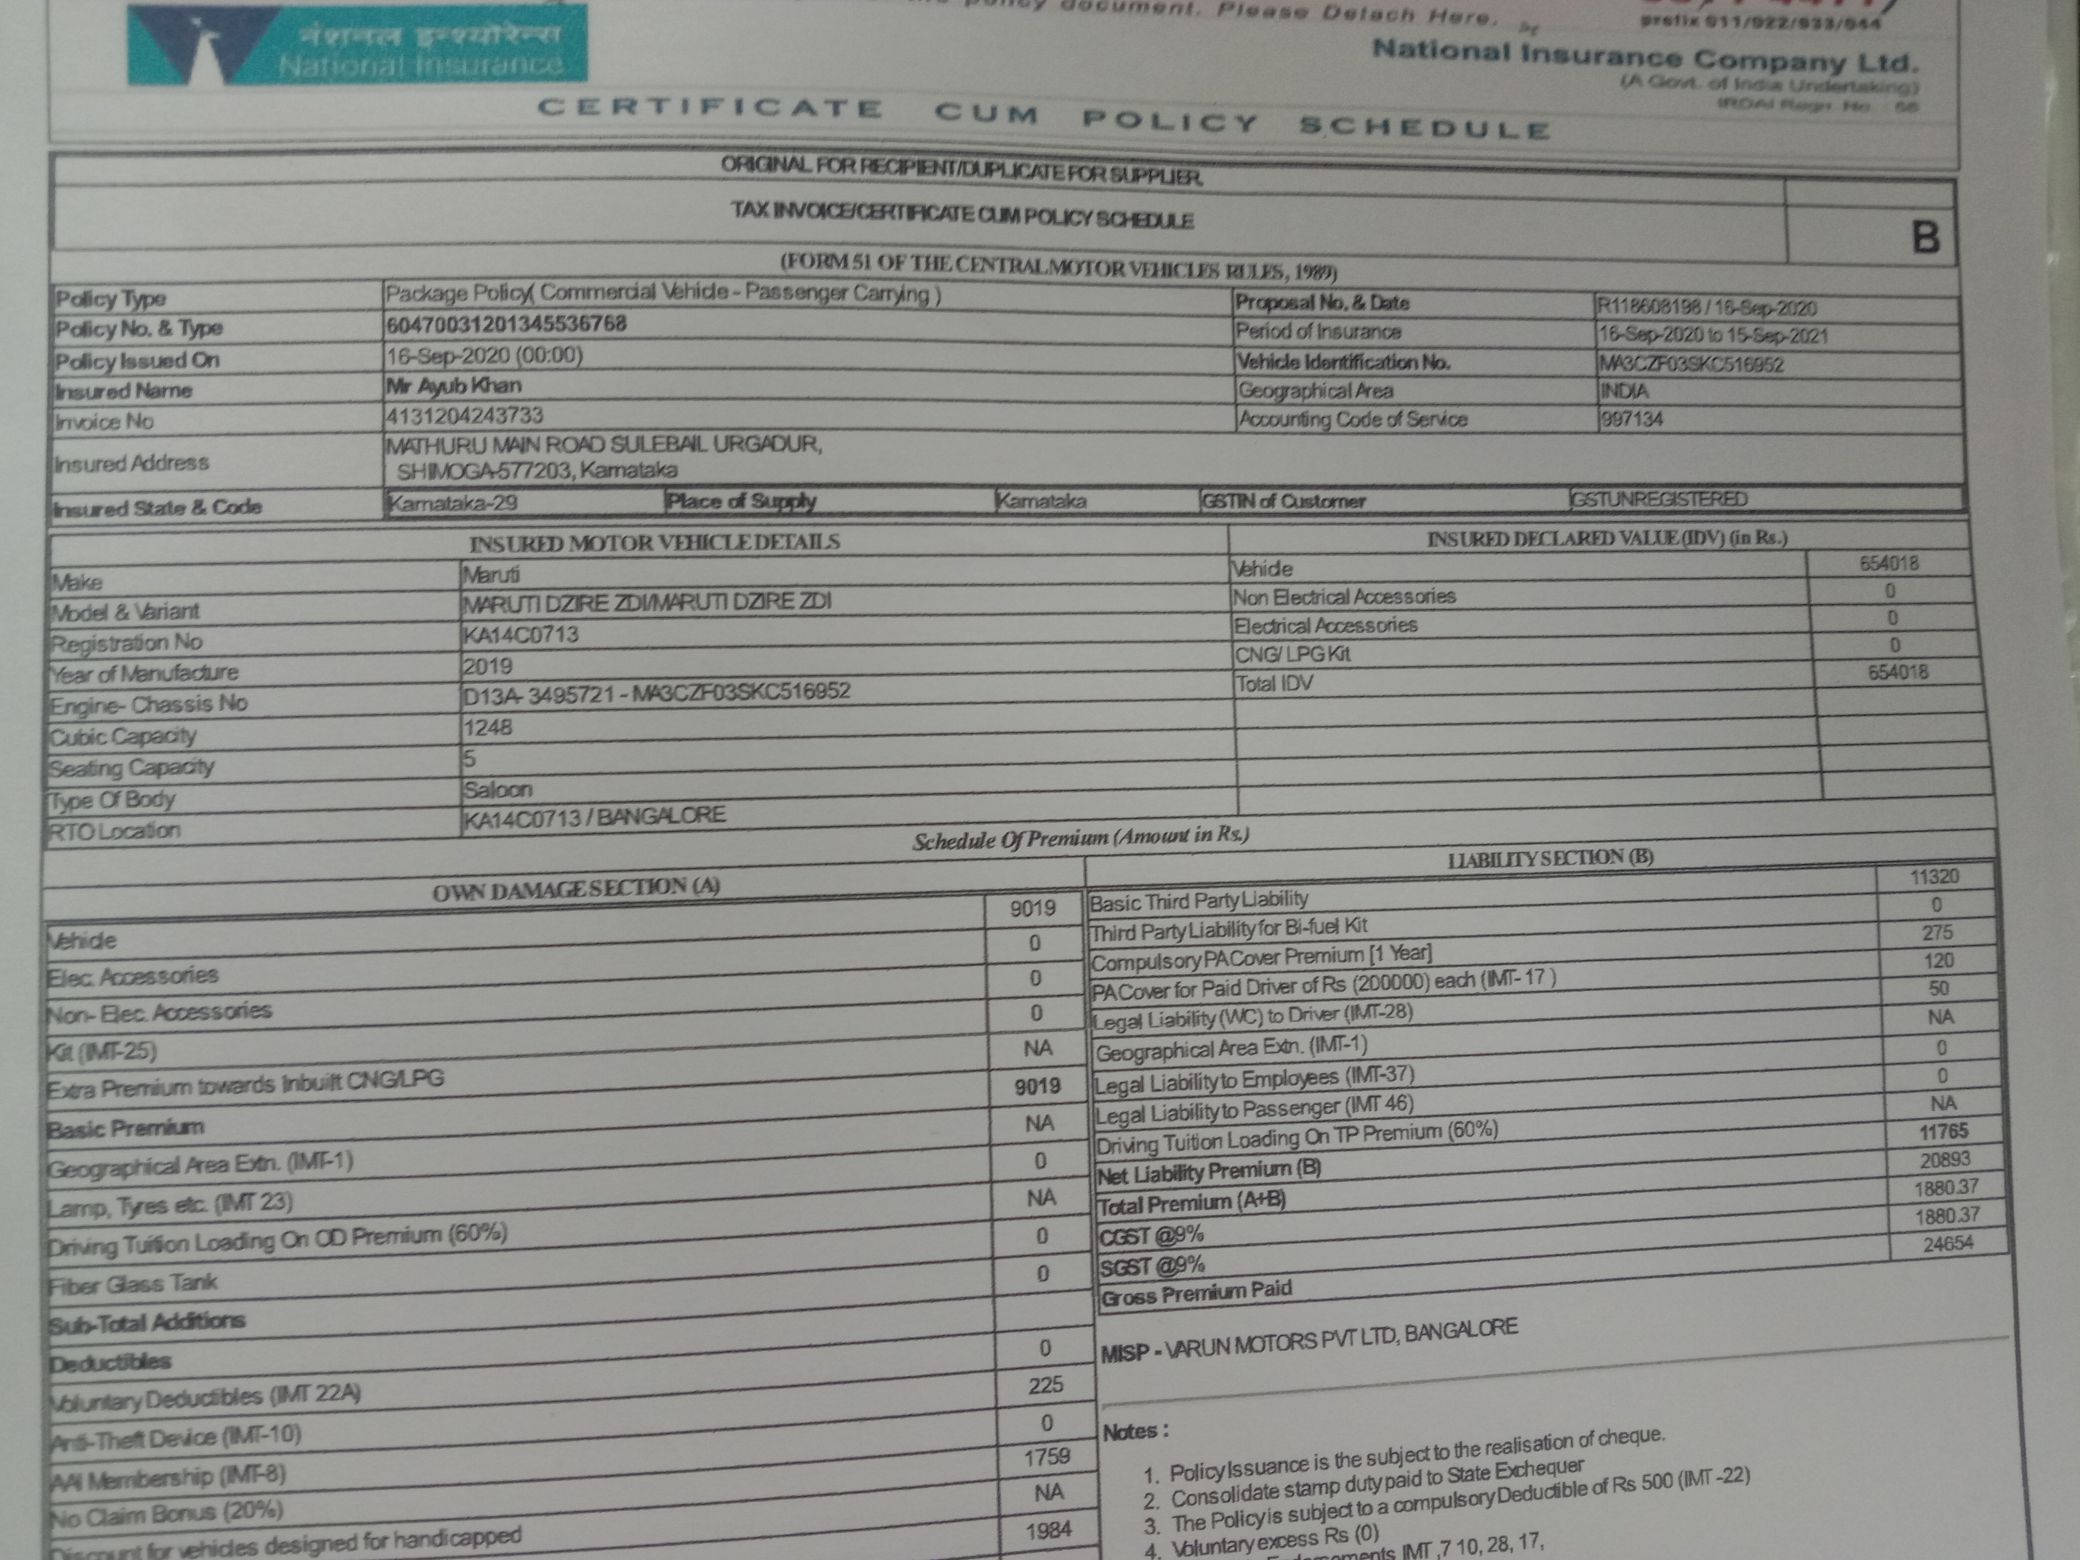 policy document. Please Detach Here.
prefix 011/022/033/044
नेशनल इन्श्योरेन्स
National Insurance
National Insurance Company Ltd.
(A Govt. of India Undertaking)
IRDAI Regn. No. : 58
CERTIFICATE CUM POLICY SCHEDULE
ORIGINAL FOR RECIPIENT/DUPLICATE FOR SUPPLIER
TAX INVOICE/CERTIFICATE CUM POLICY SCHEDULE B
(FORM 51 OF THE CENTRAL MOTOR VEHICLES RULES, 1989)
Policy Type Package Policy( Commercial Vehicle - Passenger Carrying ) Proposal No. & Date R118608198 / 16-Sep-2020
Policy No. & Type 60470031201345536768 Period of Insurance 16-Sep-2020 to 15-Sep-2021
Policy Issued On 16-Sep-2020 (00:00) Vehicle Identification No. MA3CZF03SKC516952
Insured Name Mr Ayub Khan Geographical Area INDIA
Invoice No 4131204243733 Accounting Code of Service 997134
Insured Address MATHURU MAIN ROAD SULEBAIL URGADUR,
SHIMOGA-577203, Karnataka
Insured State & Code Karnataka-29 Place of Supply Karnataka GSTIN of Customer GSTUNREGISTERED
INSURED MOTOR VEHICLE DETAILS INSURED DECLARED VALUE (IDV) (in Rs.)
Make Maruti Vehicle 654018
Model & Variant MARUTI DZIRE ZDI/MARUTI DZIRE ZDI Non Electrical Accessories 0
Registration No KA14C0713 Electrical Accessories 0
Year of Manufacture 2019 CNG/ LPG Kit 0
Engine- Chassis No D13A- 3495721 - MA3CZF03SKC516952 Total IDV 654018
Cubic Capacity 1248
Seating Capacity 5
Type Of Body Saloon
RTO Location KA14C0713 / BANGALORE
Schedule Of Premium (Amount in Rs.)
OWN DAMAGE SECTION (A) LIABILITY SECTION (B)
Vehicle 9019 Basic Third Party Liability 11320
Elec. Accessories 0 Third Party Liability for Bi-fuel Kit 0
Non- Elec. Accessories 0 Compulsory PA Cover Premium [1 Year] 275
Kit (IMT-25) 0 PA Cover for Paid Driver of Rs (200000) each (IMT- 17 ) 120
Extra Premium towards Inbuilt CNG/LPG NA Legal Liability (WC) to Driver (IMT-28) 50
Basic Premium 9019 Geographical Area Extn. (IMT-1) NA
Geographical Area Extn. (IMT-1) NA Legal Liability to Employees (IMT-37) 0
Lamp, Tyres etc. (IMT 23) 0 Legal Liability to Passenger (IMT 46) 0
Driving Tuition Loading On OD Premium (60%) NA Driving Tuition Loading On TP Premium (60%) NA
Fiber Glass Tank 0 Net Liability Premium (B) 11765
Sub-Total Additions 0 Total Premium (A+B) 20893
Deductibles CGST @9% 1880.37
Voluntary Deductibles (IMT 22A) 0 SGST @9% 1880.37
Anti-Theft Device (IMT-10) 225 Gross Premium Paid 24654
AAI Membership (IMT-8) 0 MISP - VARUN MOTORS PVT LTD, BANGALORE
No Claim Bonus (20%) 1759
Discount for vehicles designed for handicapped NA
1984
Notes :
1. Policy Issuance is the subject to the realisation of cheque.
2. Consolidate stamp duty paid to State Exchequer
3. The Policy is subject to a compulsory Deductible of Rs 500 (IMT -22)
4. Voluntary excess Rs (0)
IMT ,7 10, 28, 17,